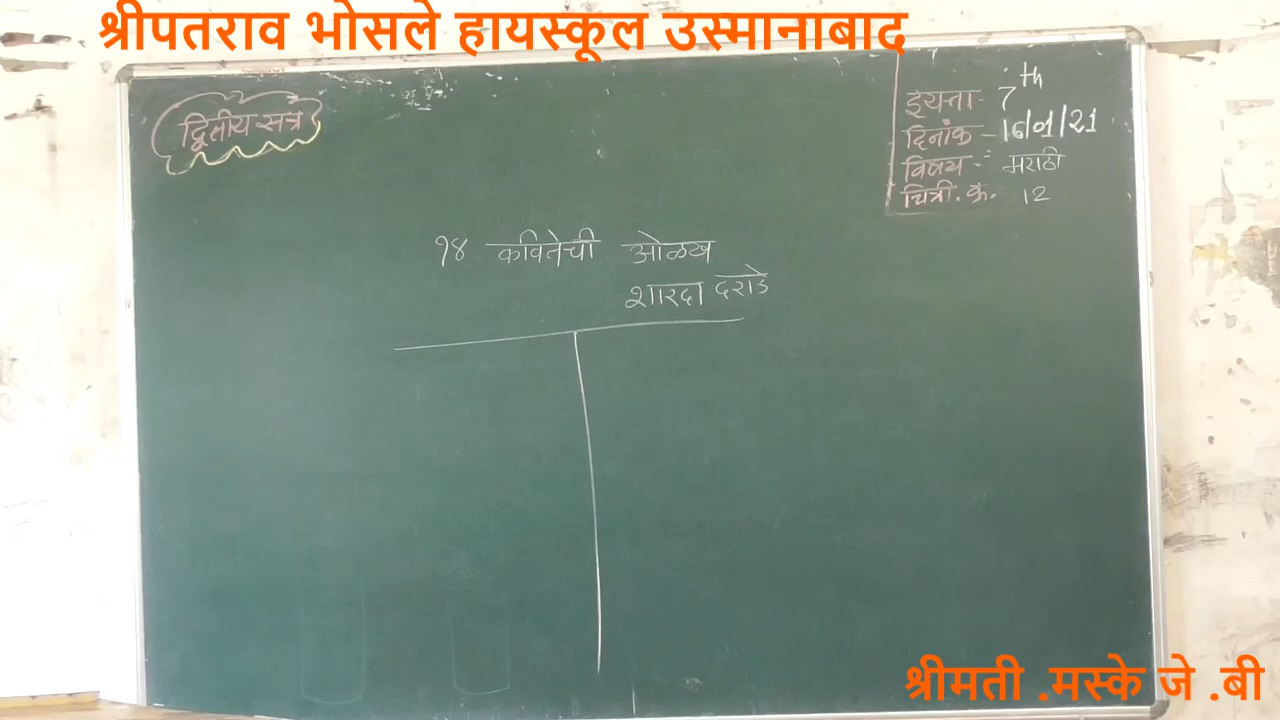 श्रीपतराव भोसले हायस्कूल उस्मानाबाद
द्वितीय सत्र
इयत्ता- 7th
दिनांक - 16/01/21
विषय -: मराठी
चित्री. क्र. 12
१४ कवितेची ओळख
शारदा दराडे
श्रीमती .मस्के जे .बी